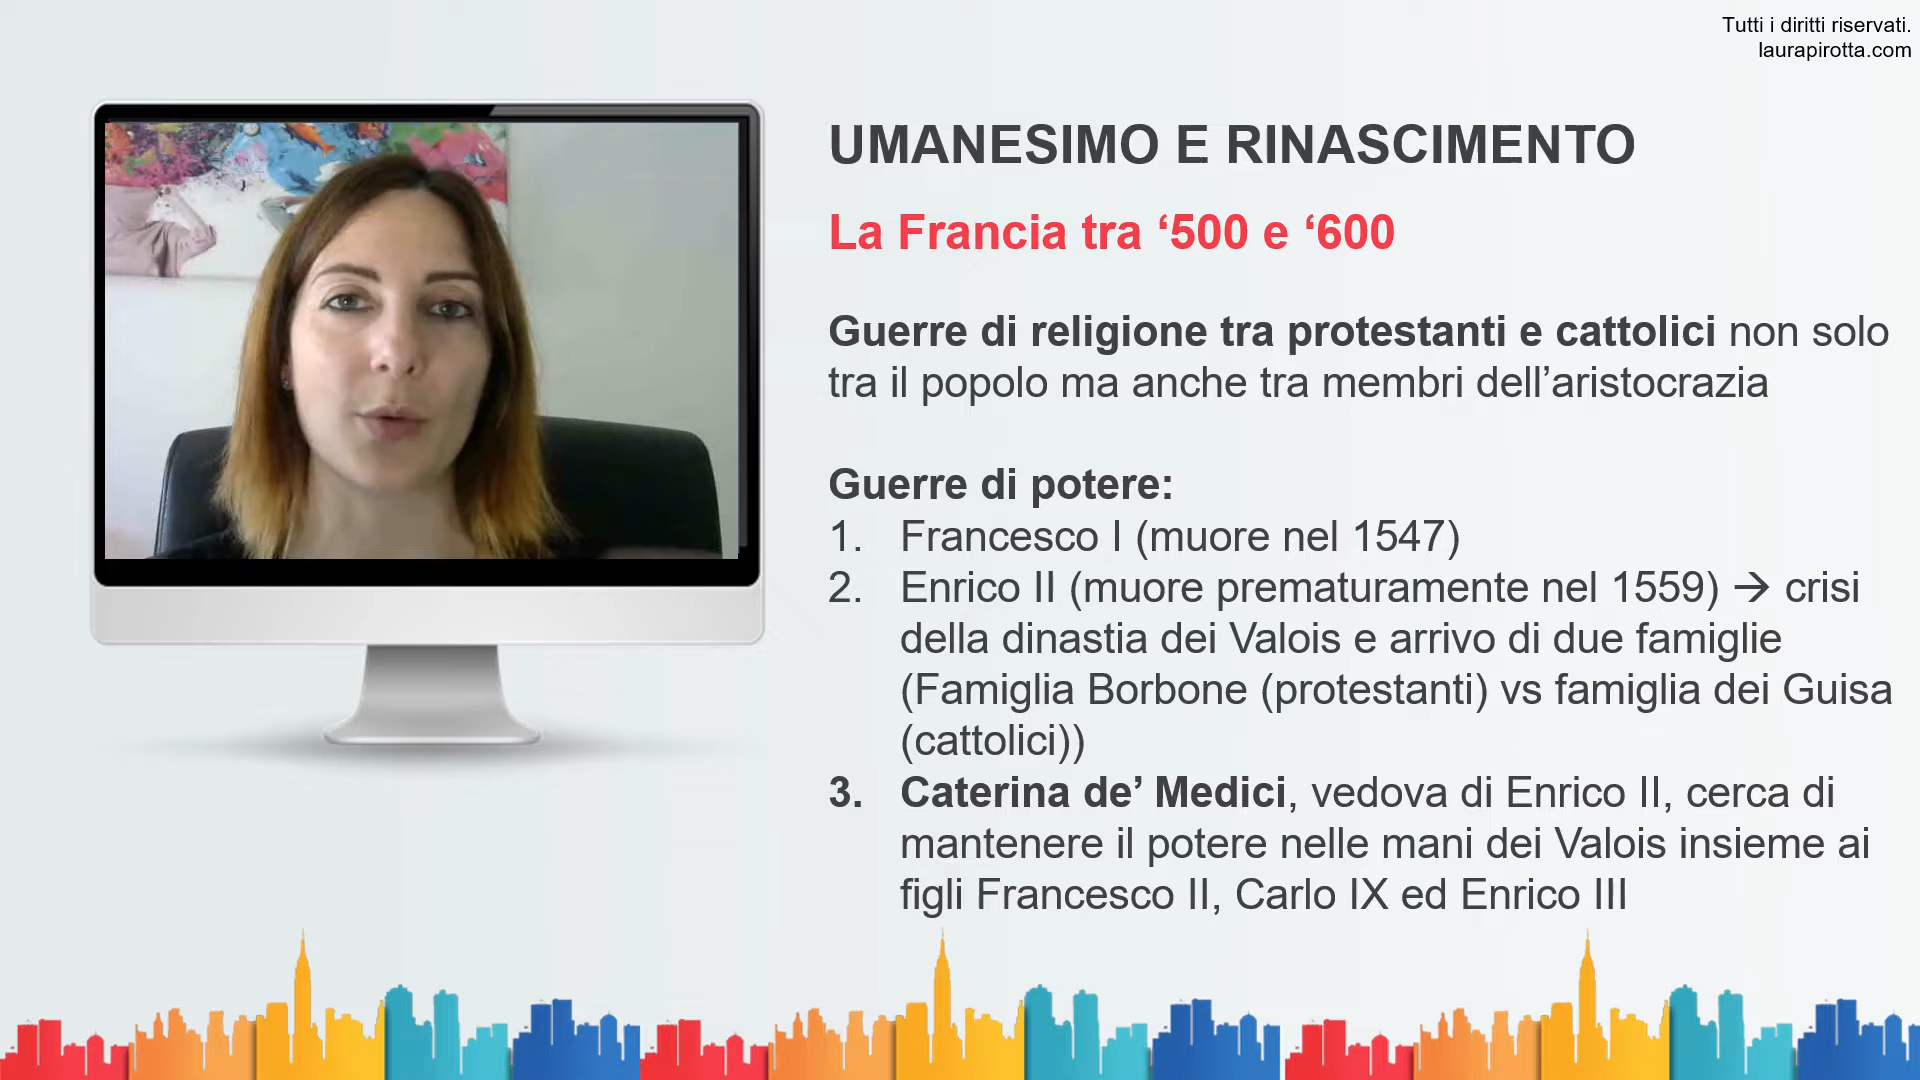 Tutti i diritti riservati.
laurapirotta.com
UMANESIMO E RINASCIMENTO
La Francia tra ‘500 e ‘600
Guerre di religione tra protestanti e cattolici non solo
tra il popolo ma anche tra membri dell’aristocrazia
Guerre di potere:
1. Francesco I (muore nel 1547)
2. Enrico II (muore prematuramente nel 1559) → crisi
della dinastia dei Valois e arrivo di due famiglie
(Famiglia Borbone (protestanti) vs famiglia dei Guisa
(cattolici))
3. Caterina de’ Medici, vedova di Enrico II, cerca di
mantenere il potere nelle mani dei Valois insieme ai
figli Francesco II, Carlo IX ed Enrico III